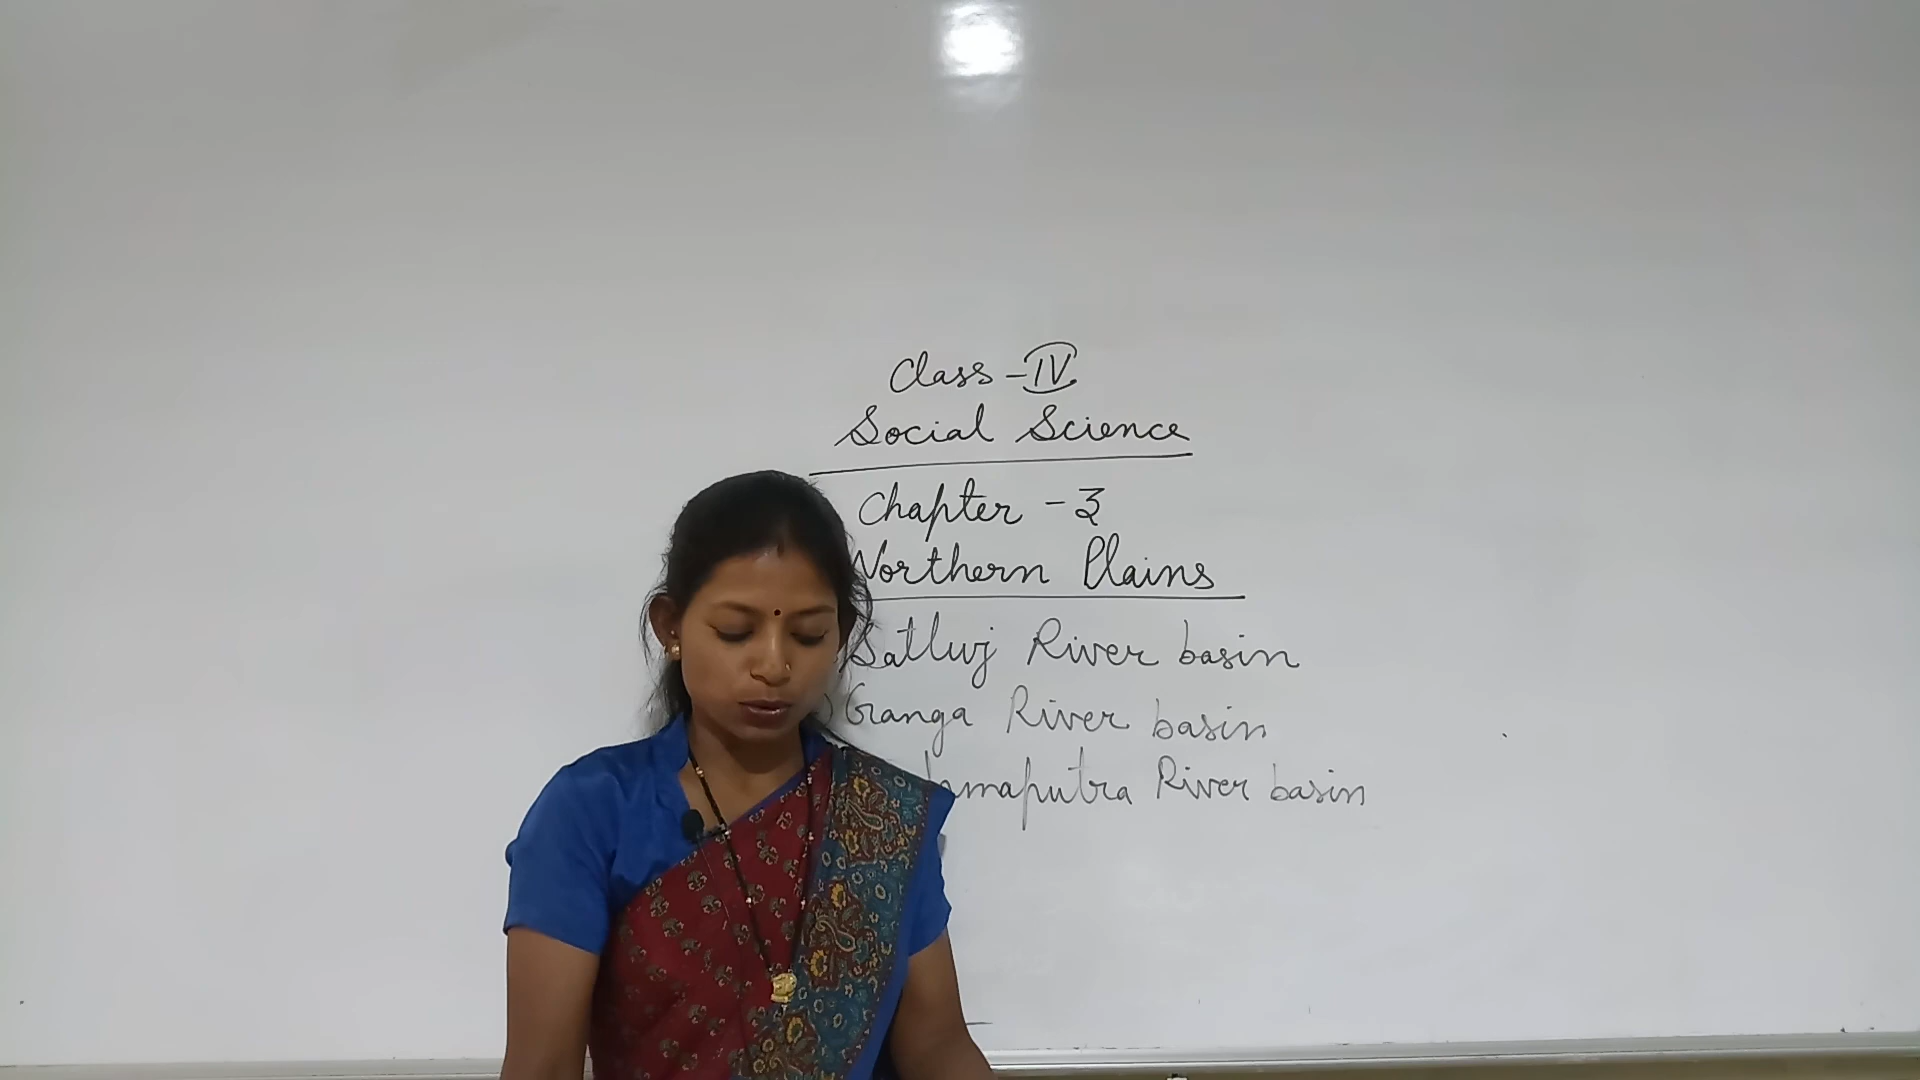 Class - IV
Social Science
Chapter - 3
Northern Plains
Satluj River basin
Ganga River basin
River basin